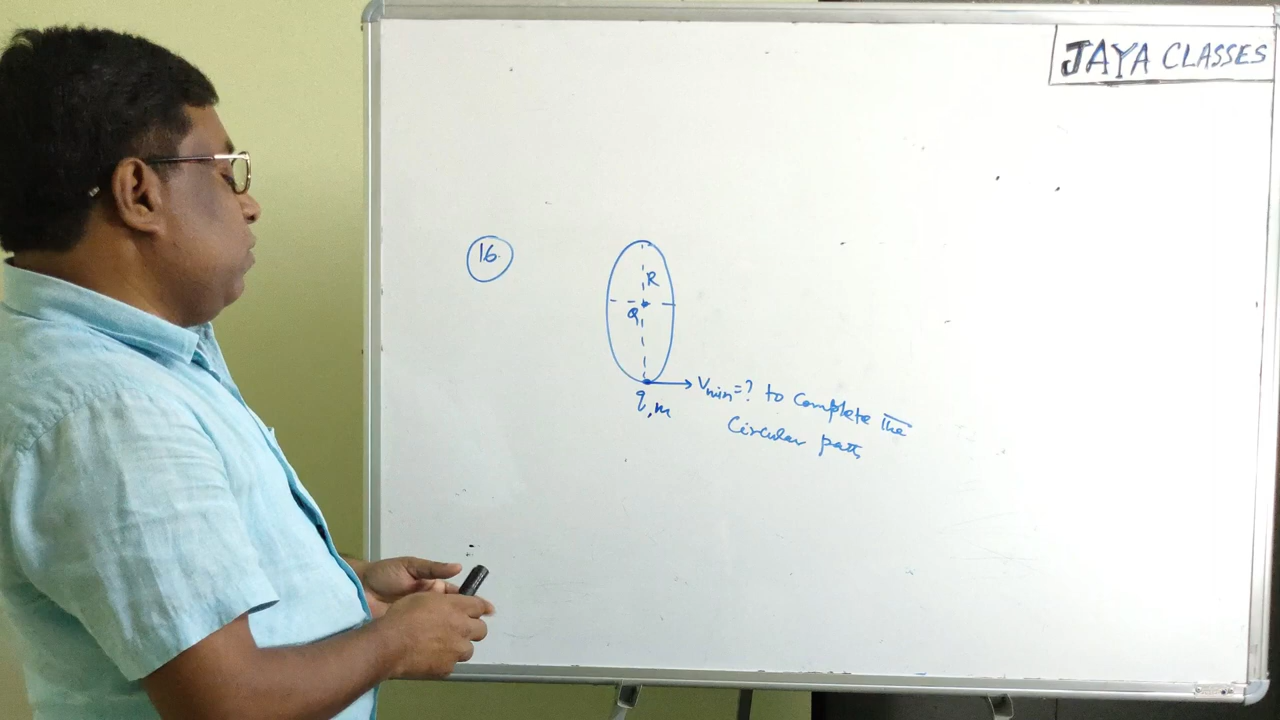 JAYA CLASSES
16.
R
Q
q, m
Vmin=? to complete The
Circular path